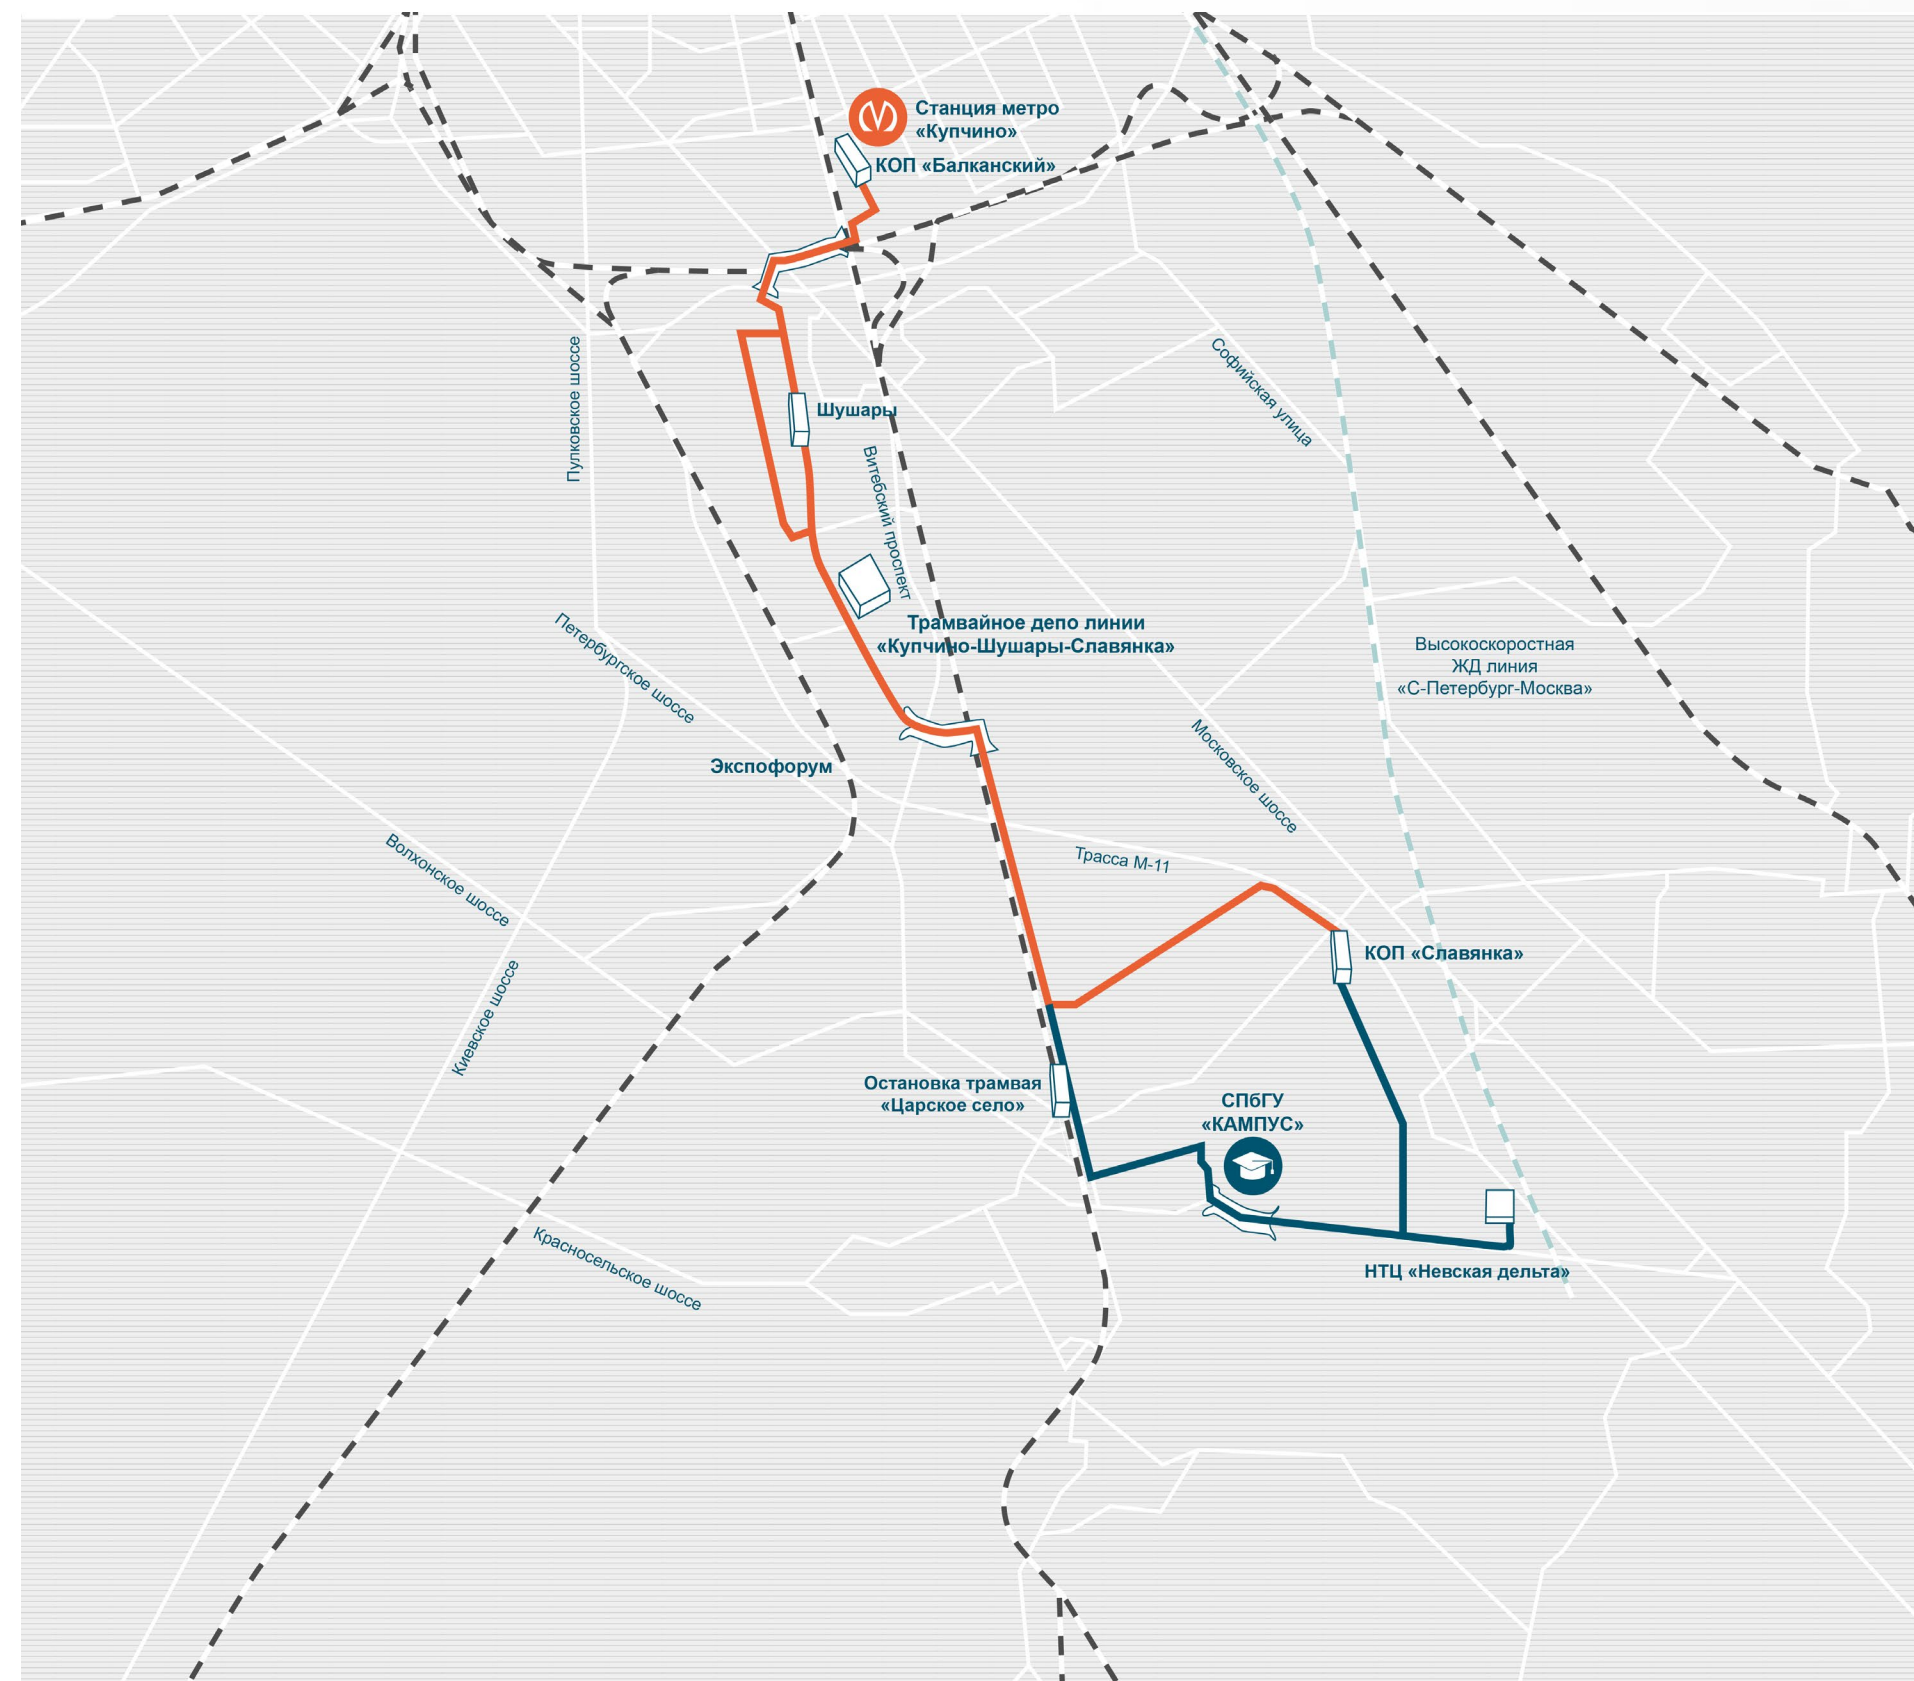 Станция метро
«Купчино»
КОП «Балканский»
Пулковское шоссе
Софийская улица
Шушары
Витебский проспект
Трамвайное депо линии
«Купчино-Шушары-Славянка»
Петербургское шоссе
Высокоскоростная
ЖД линия
«С-Петербург-Москва»
Экспофорум
Московское шоссе
Волхонское шоссе
Трасса М-11
КОП «Славянка»
Киевское шоссе
Остановка трамвая
«Царское село»
СПбГУ
«КАМПУС»
Красносельское шоссе
НТЦ «Невская дельта»